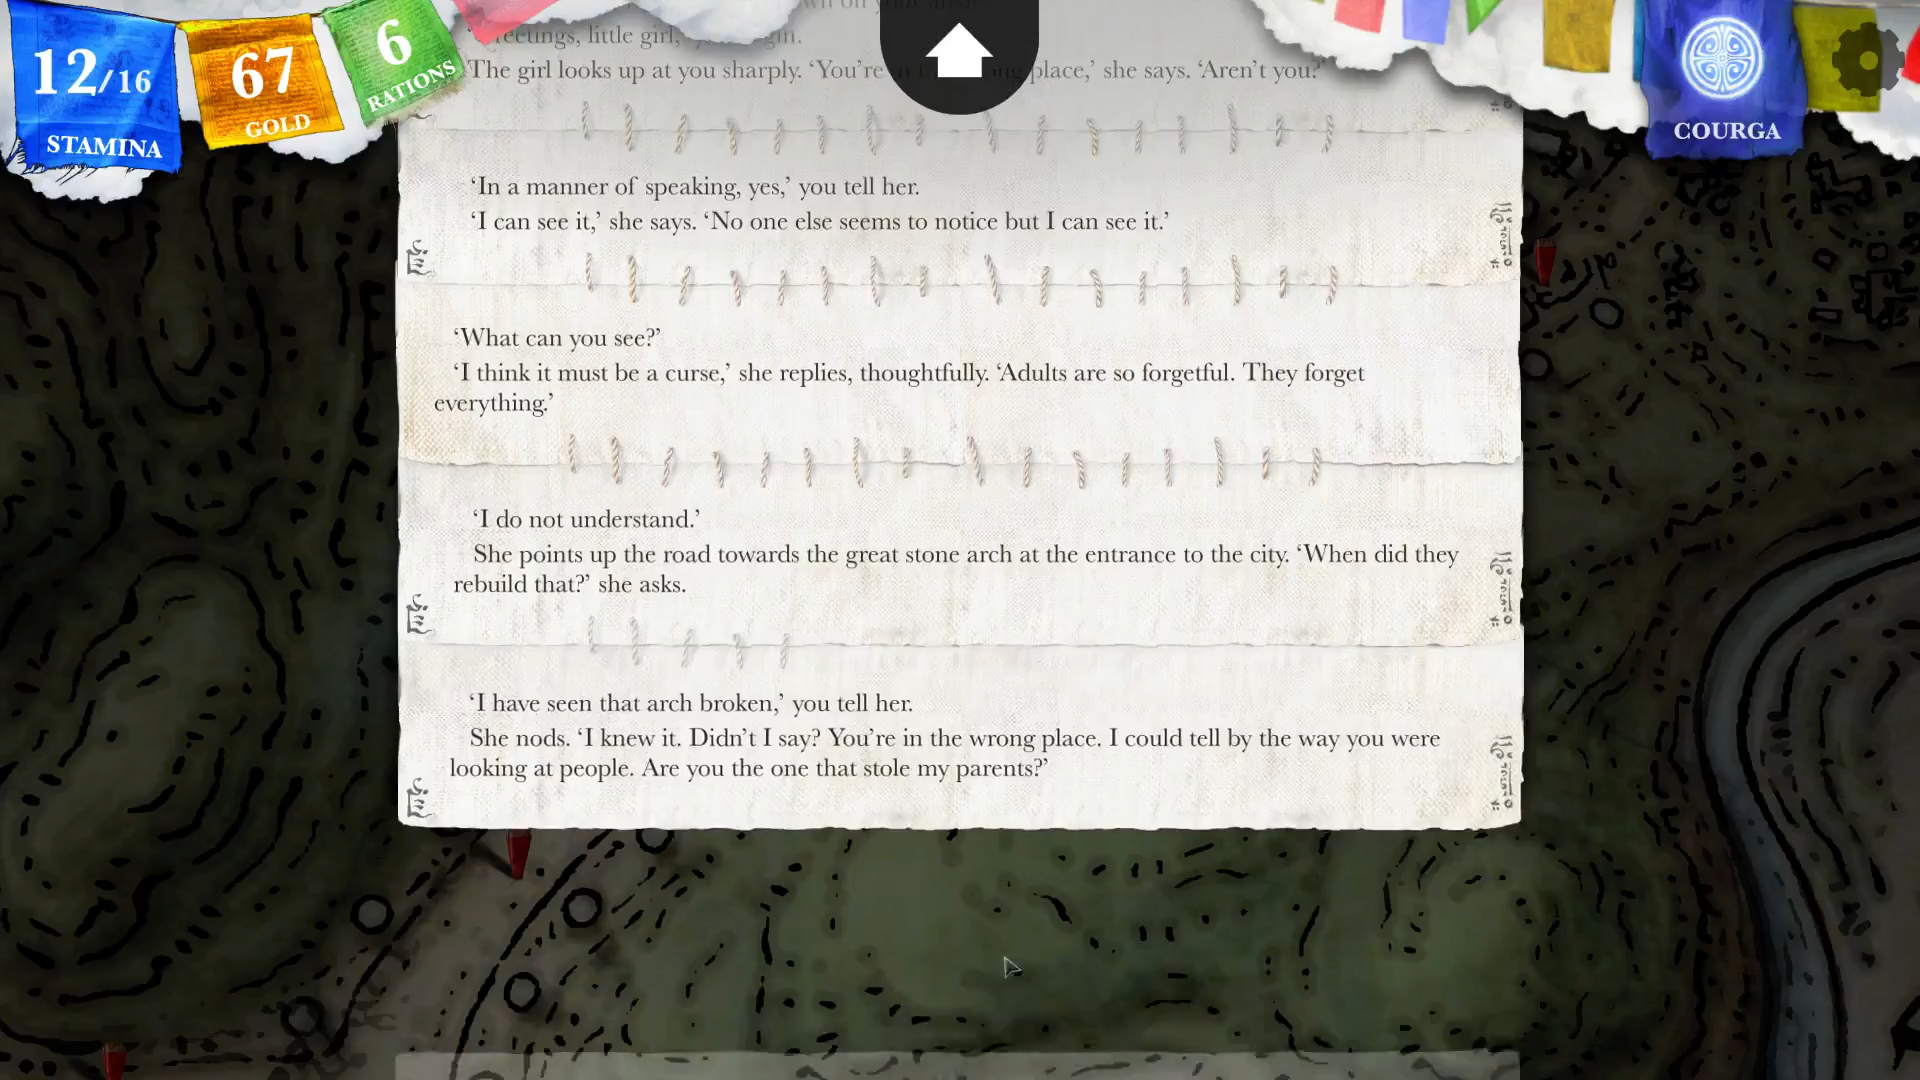 12/16
STAMINA
67
GOLD
6
RATIONS
COURGA
little girl,
The girl looks up at you sharply. ‘You’re in the wrong place,’ she says. ‘Aren’t you?’
‘In a manner of speaking, yes,’ you tell her.
‘I can see it,’ she says. ‘No one else seems to notice but I can see it.’
‘What can you see?’
‘I think it must be a curse,’ she replies, thoughtfully. ‘Adults are so forgetful. They forget
everything.’
‘I do not understand.’
She points up the road towards the great stone arch at the entrance to the city. ‘When did they
rebuild that?’ she asks.
‘I have seen that arch broken,’ you tell her.
She nods. ‘I knew it. Didn’t I say? You’re in the wrong place. I could tell by the way you were
looking at people. Are you the one that stole my parents?’